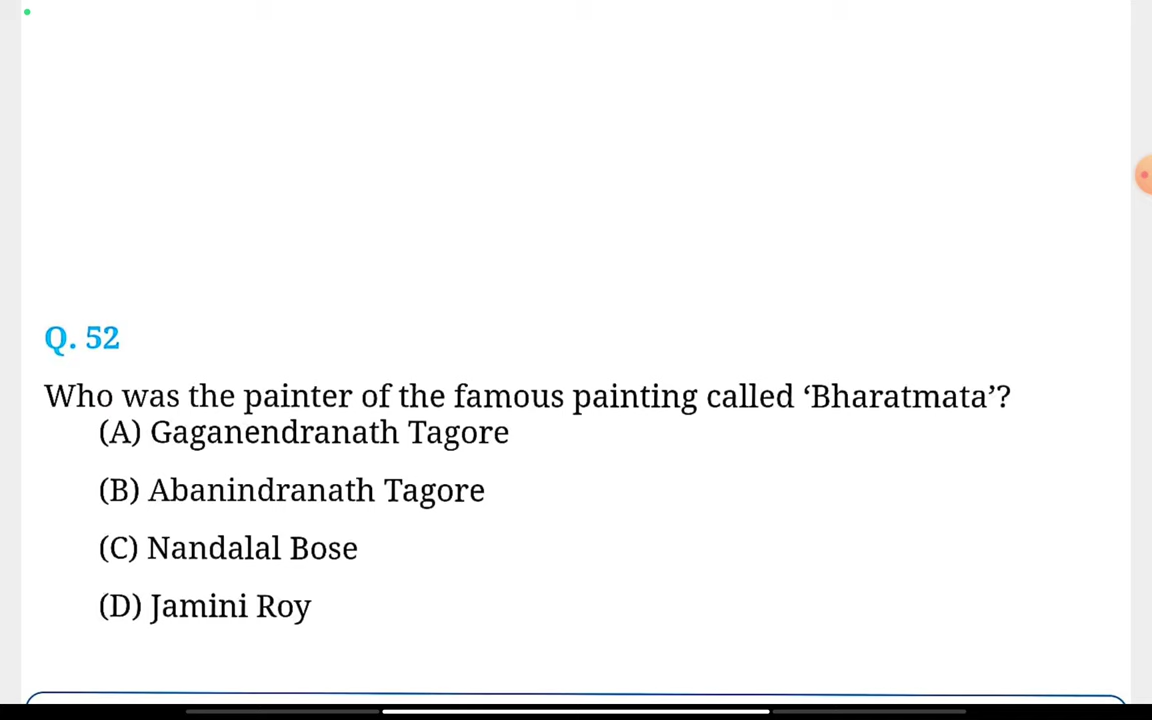 Q. 52
Who was the painter of the famous painting called ‘Bharatmata’?
(A) Gaganendranath Tagore
(B) Abanindranath Tagore
(C) Nandalal Bose
(D) Jamini Roy